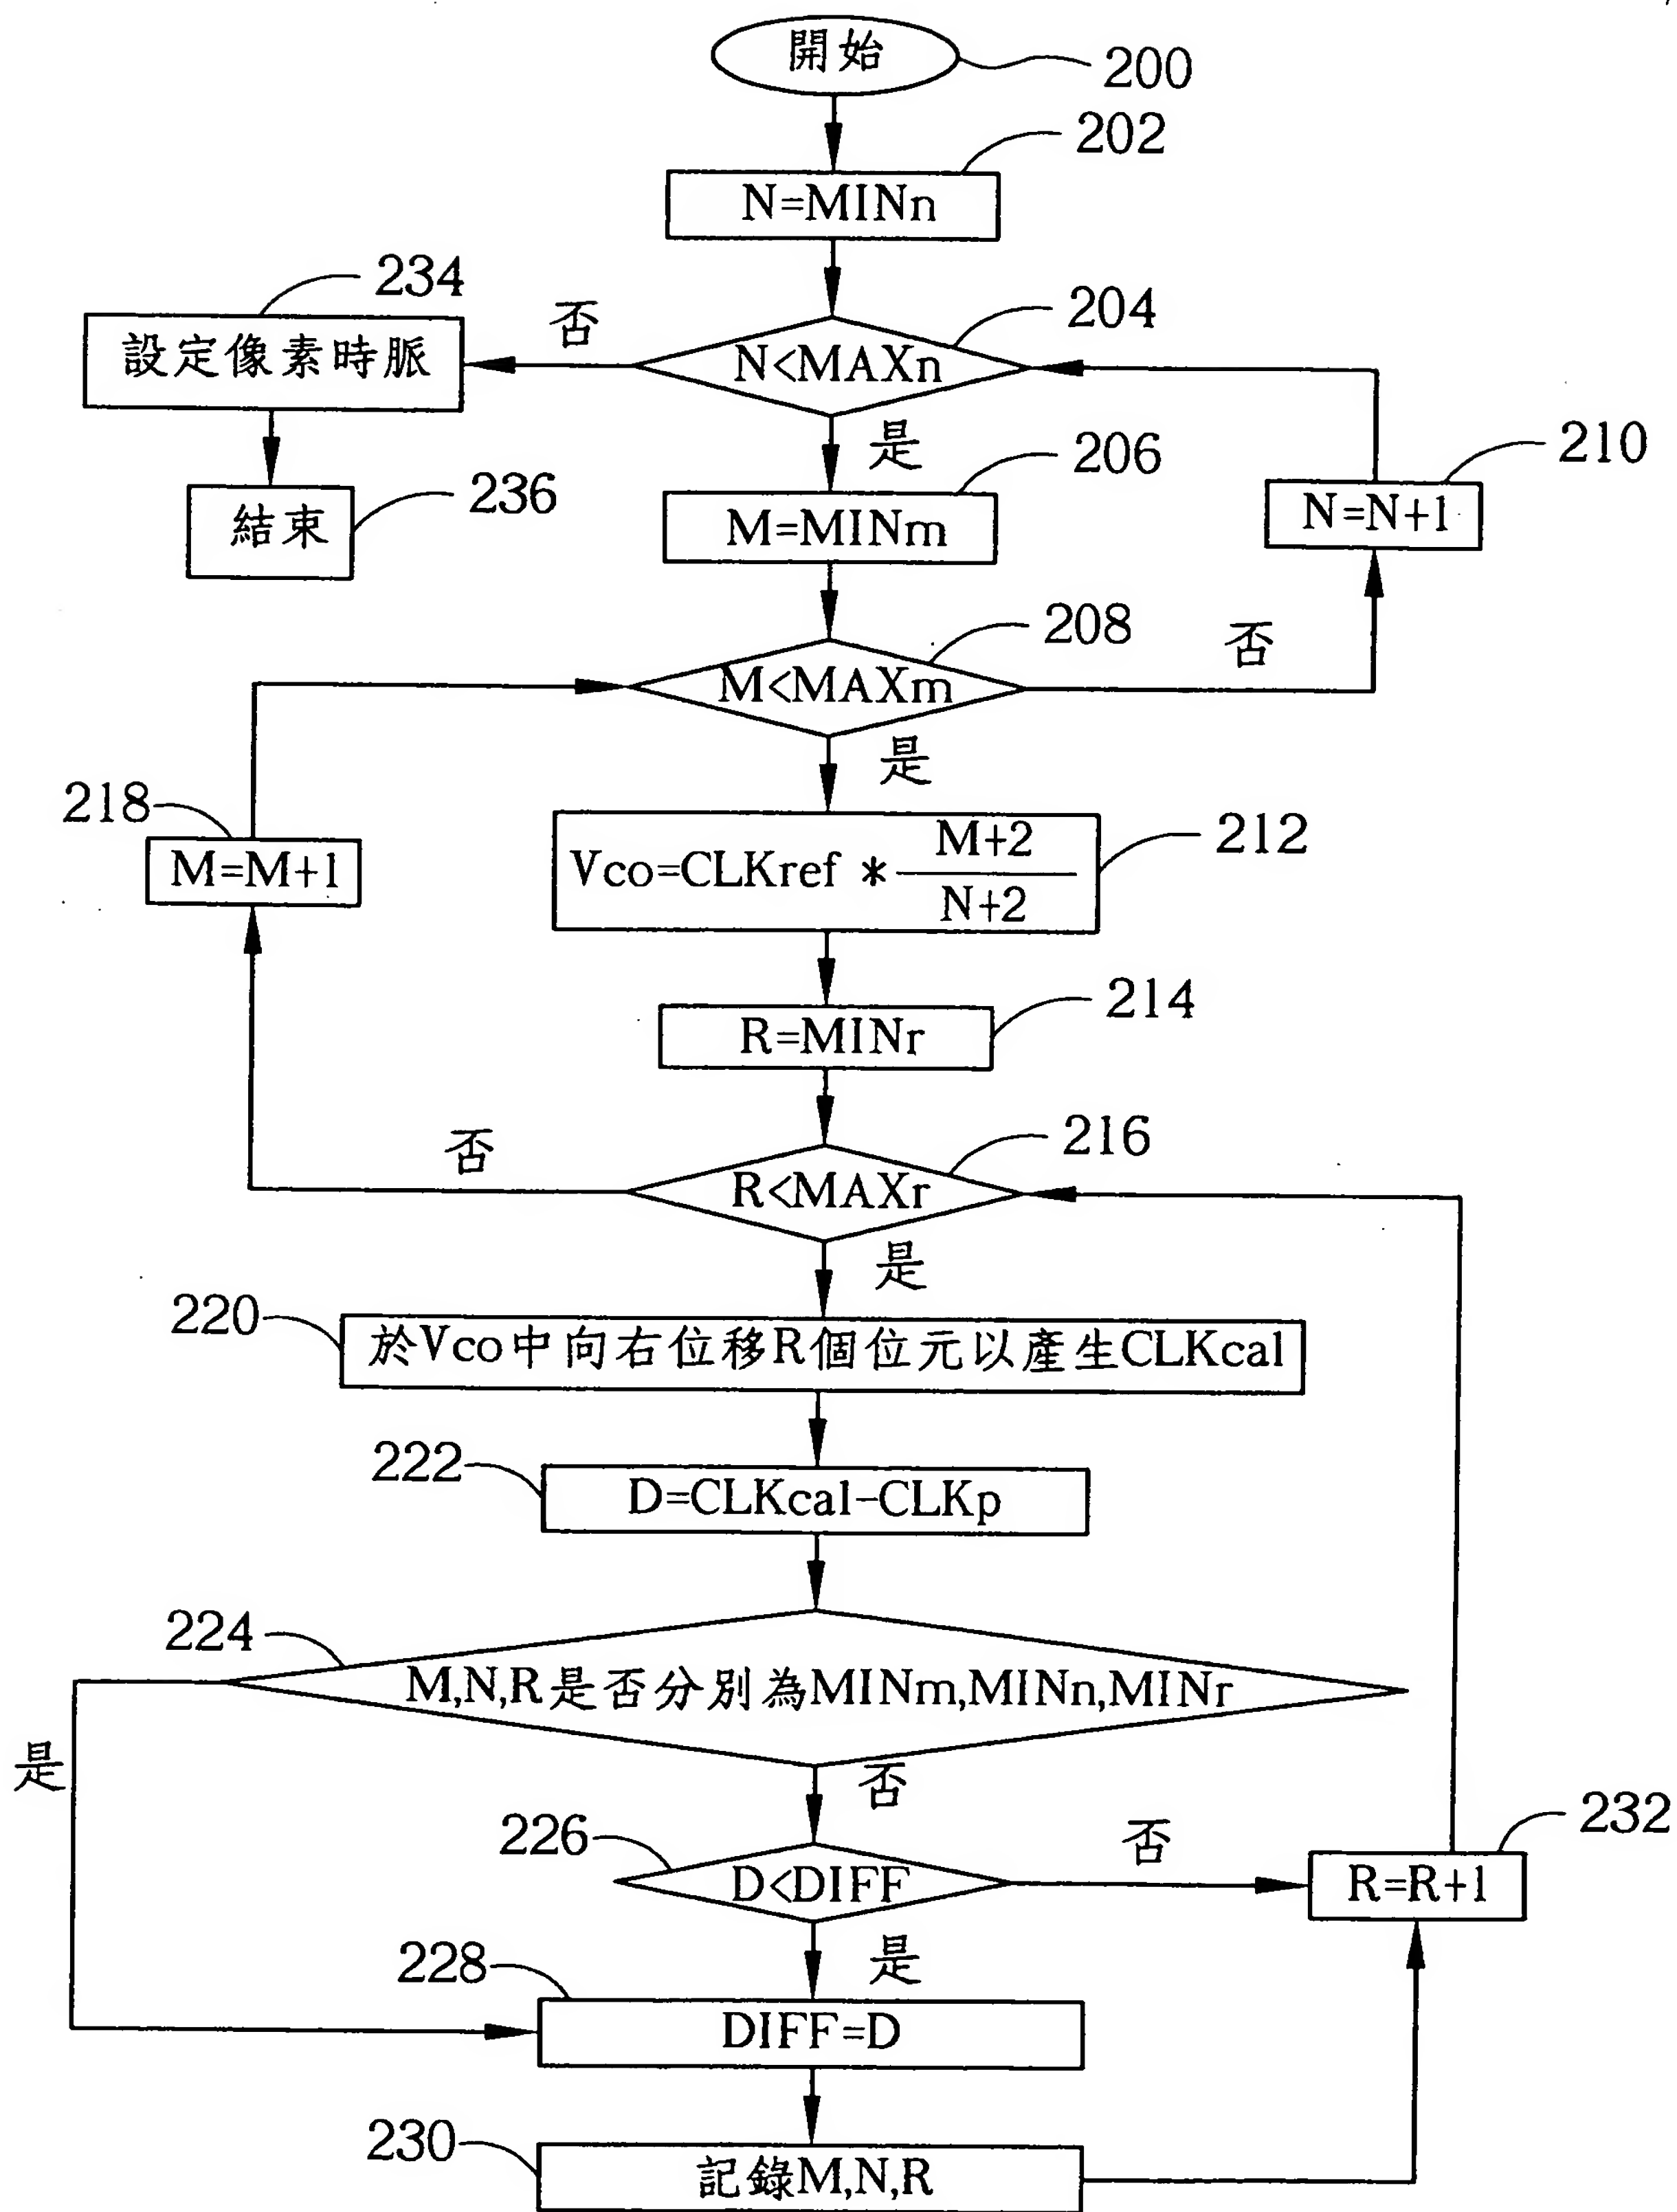 開始
200
202
N=MINn
234
204
否
設定像素時脈
N<MAXn
是
206
210
236
結束
M=MINm
N=N+1
208
否
M<MAXm
是
218
212
M=M+1
Vco=CLKref * M+2
N+2
214
R=MINr
否
216
R<MAXr
是
220
於Vco中向右位移R個位元以產生CLKcal
222
D=CLKcal-CLKp
224
M,N,R是否分別為MINm,MINn,MINr
是
否
226
否
232
D<DIFF
R=R+1
是
228
DIFF=D
230
記錄M,N,R